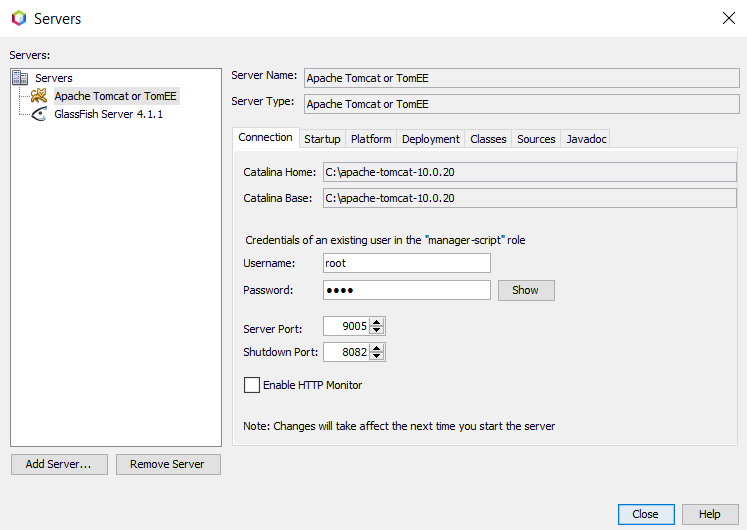 Servers
Servers:
Servers
Apache Tomcat or TomEE
GlassFish Server 4.1.1
Add Server...
Remove Server
Server Name: Apache Tomcat or TomEE
Server Type: Apache Tomcat or TomEE
Connection Startup Platform Deployment Classes Sources Javadoc
Catalina Home: C:\apache-tomcat-10.0.20
Catalina Base: C:\apache-tomcat-10.0.20
Credentials of an existing user in the "manager-script" role
Username: root
Password: ●●●● Show
Server Port: 9005
Shutdown Port: 8082
Enable HTTP Monitor
Note: Changes will take affect the next time you start the server
Close Help